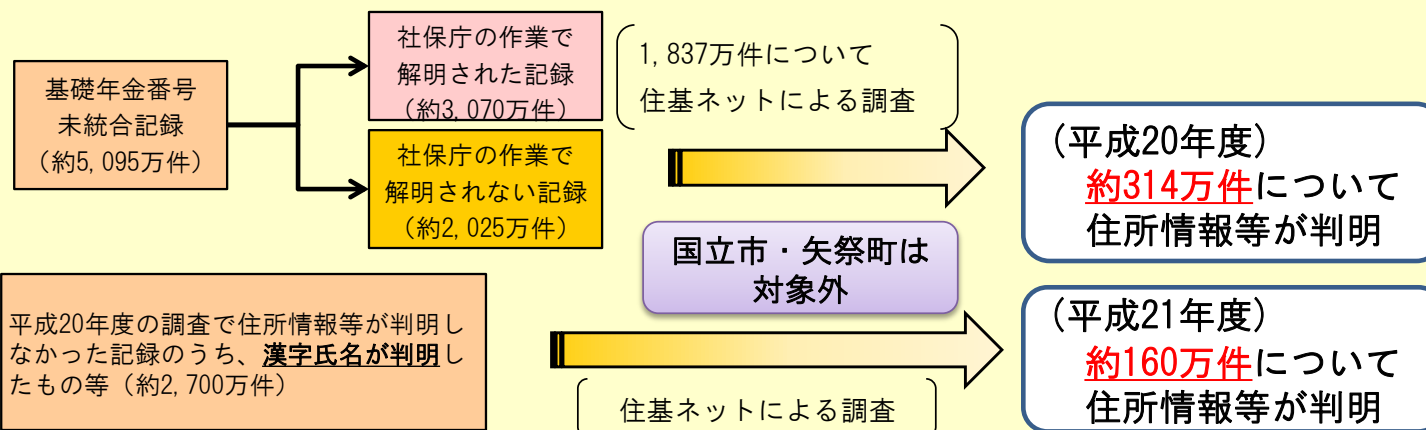 基礎年金番号
未統合記録
(約5,095万件)
社保庁の作業で
解明された記録
(約3,070万件)
社保庁の作業で
解明されない記録
(約2,025万件)
1,837万件について
住基ネットによる調査
(平成20年度)
約314万件について
住所情報等が判明
国立市・矢祭町は
対象外
平成20年度の調査で住所情報等が判明し
なかった記録のうち、漢字氏名が判明し
たもの等(約2,700万件)
住基ネットによる調査
(平成21年度)
約160万件について
住所情報等が判明